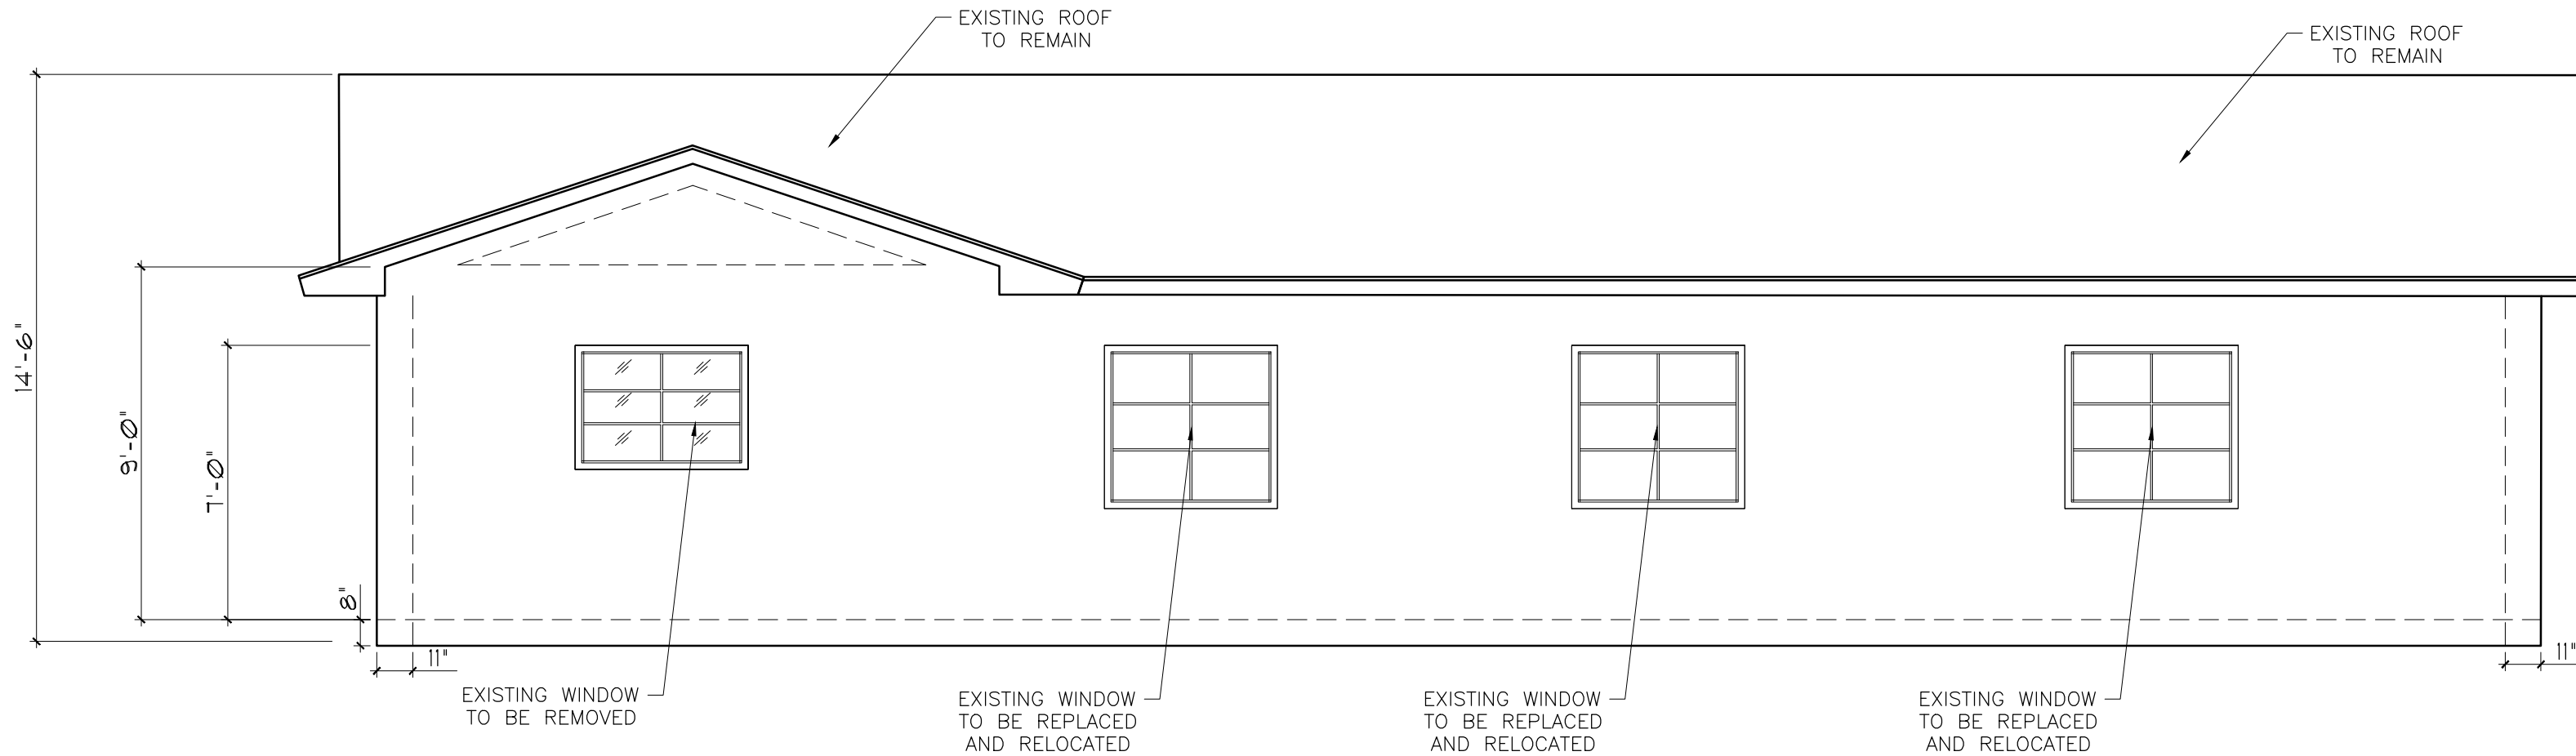 EXISTING ROOF
TO REMAIN
EXISTING ROOF
TO REMAIN
14'-6"
9'-0"
7'-0"
8"
11"
11"
EXISTING WINDOW
TO BE REMOVED
EXISTING WINDOW
TO BE REPLACED
AND RELOCATED
EXISTING WINDOW
TO BE REPLACED
AND RELOCATED
EXISTING WINDOW
TO BE REPLACED
AND RELOCATED